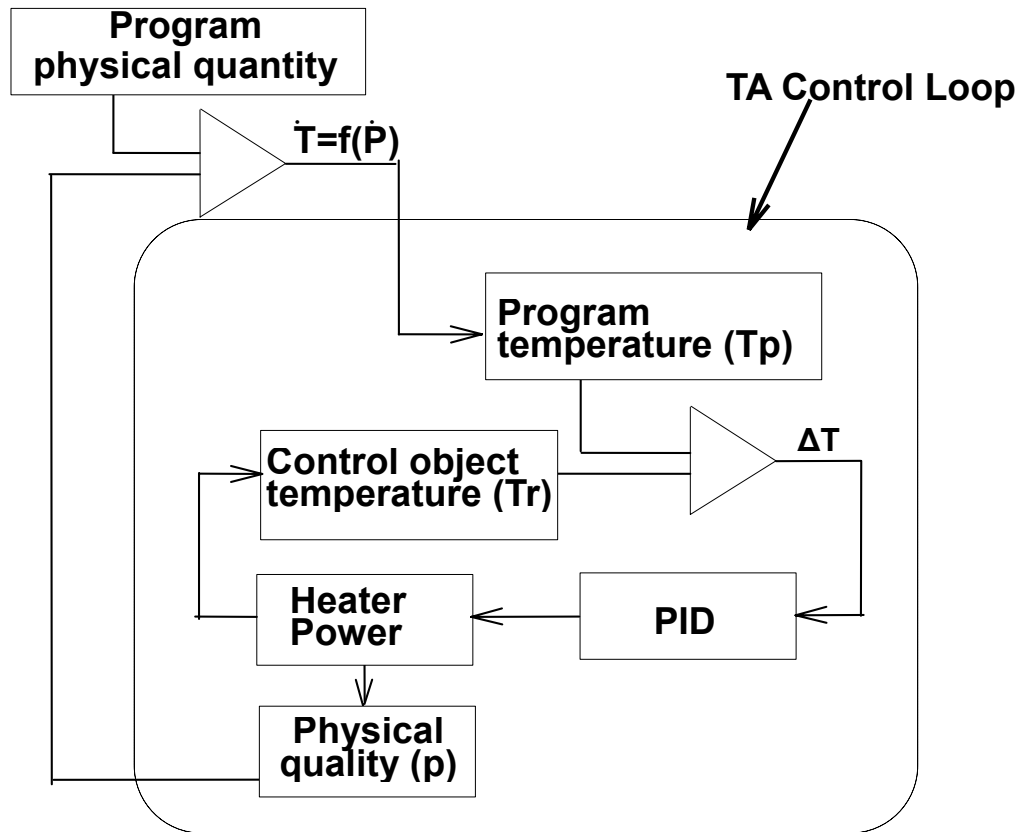 Program
physical quantity
TA Control Loop
Ṫ=f(Ṗ)
Program
temperature (Tp)
ΔT
Control object
temperature (Tr)
Heater
Power
PID
Physical
quality (p)